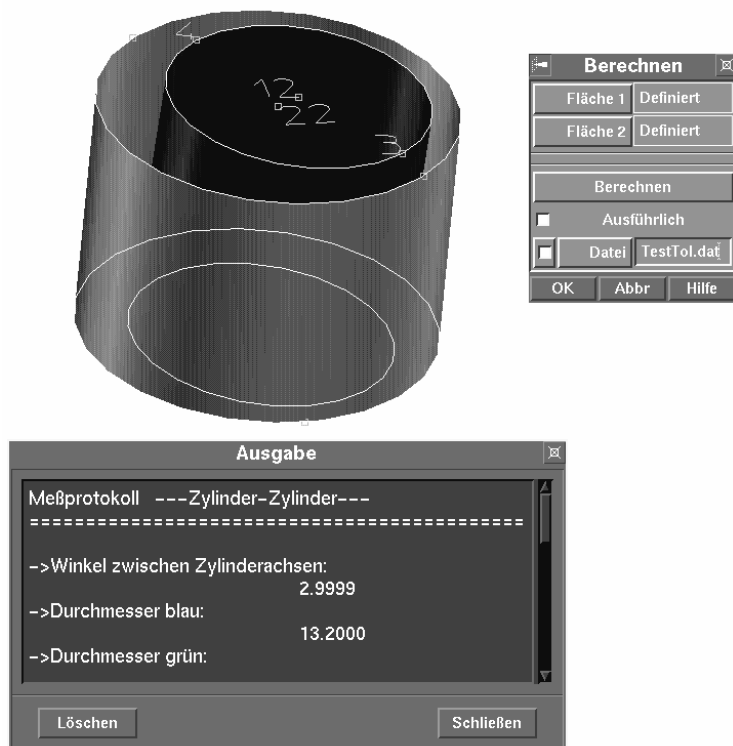 4
12
22
3
Berechnen
Fläche 1 Definiert
Fläche 2 Definiert
Berechnen
Ausführlich
Datei TestTol.dat
OK Abbr Hilfe
Ausgabe
Meßprotokoll ---Zylinder-Zylinder---
============================================
->Winkel zwischen Zylinderachsen:
2.9999
->Durchmesser blau:
13.2000
->Durchmesser grün:
Löschen Schließen